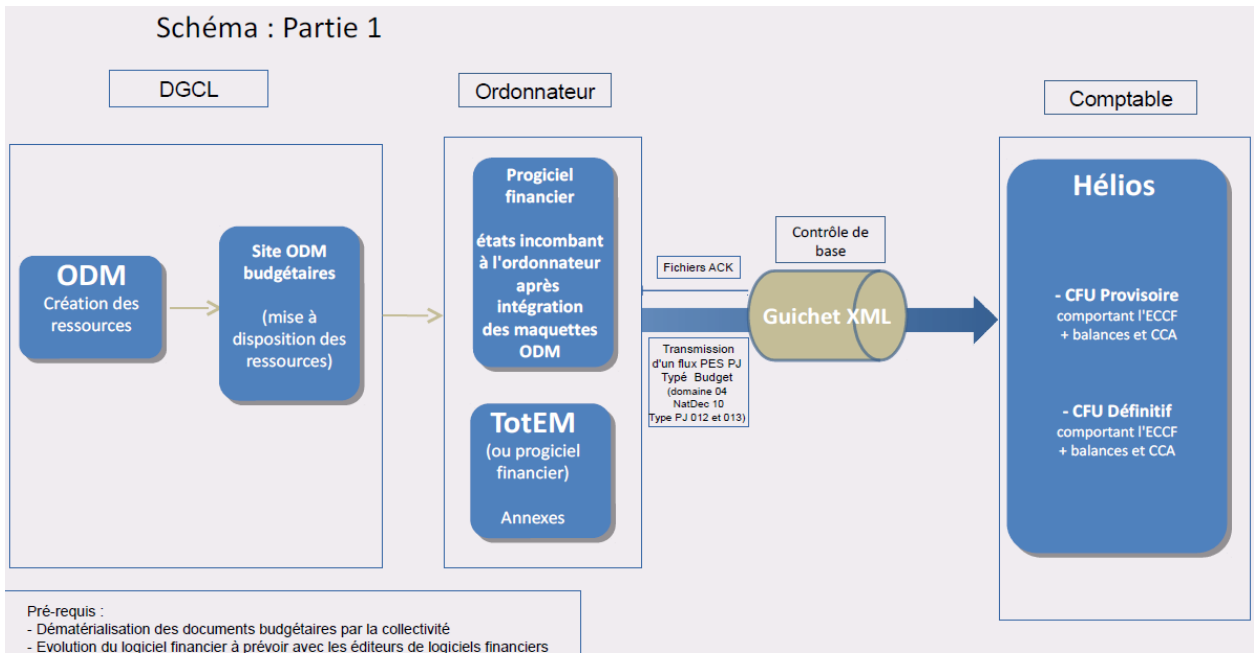 Schéma : Partie 1
DGCL
Ordonnateur
Comptable
ODM
Création des
ressources
Site ODM
budgétaires
(mise à
disposition des
ressources)
Progiciel
financier
états incombant
à l'ordonnateur
après
intégration
des maquettes
ODM
TotEM
(ou progiciel
financier)
Annexes
Fichiers ACK
Transmission
d'un flux PES PJ
Typé Budget
(domaine 04
NatDec 10
Type PJ 012 et 013)
Contrôle de
base
Guichet XML
Hélios
- CFU Provisoire
comportant l'ECCF
+ balances et CCA
- CFU Définitif
comportant l'ECCF
+ balances et CCA
Pré-requis :
- Dématérialisation des documents budgétaires par la collectivité
- Evolution du logiciel financier à prévoir avec les éditeurs de logiciels financiers